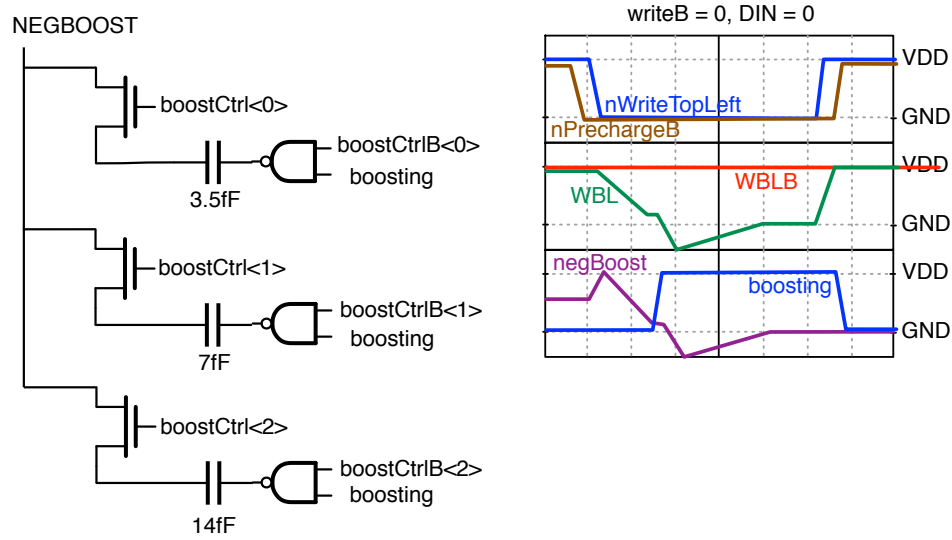 NEGBOOST
boostCtrl<0>
boostCtrlB<0>
boosting
3.5fF
boostCtrl<1>
boostCtrlB<1>
boosting
7fF
boostCtrl<2>
boostCtrlB<2>
boosting
14fF
writeB = 0, DIN = 0
VDD
nWriteTopLeft
GND
nPrechargeB
VDD
WBLB
WBL
GND
negBoost
VDD
boosting
GND